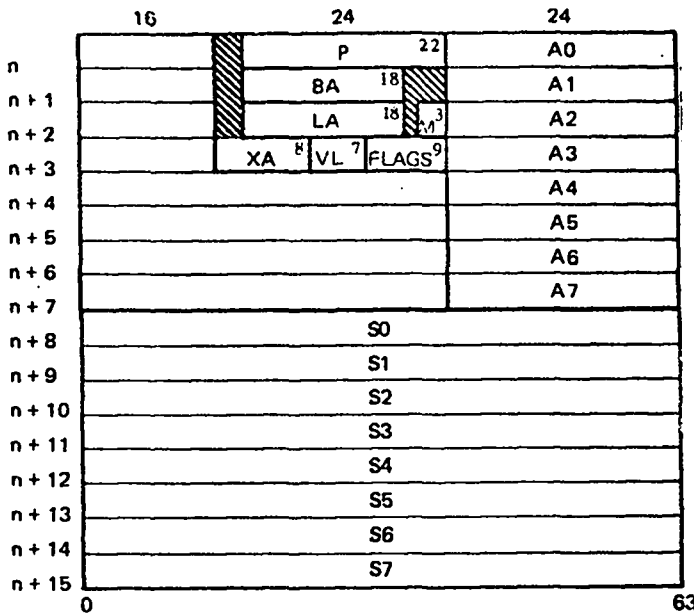 16 24 24
n P 22 A0
n + 1 BA 18 A1
n + 2 LA 18 M 3 A2
n + 3 XA 8 VL 7 FLAGS 9 A3
n + 4 A4
n + 5 A5
n + 6 A6
n + 7 A7
n + 8 S0
n + 9 S1
n + 10 S2
n + 11 S3
n + 12 S4
n + 13 S5
n + 14 S6
n + 15 S7
0 63